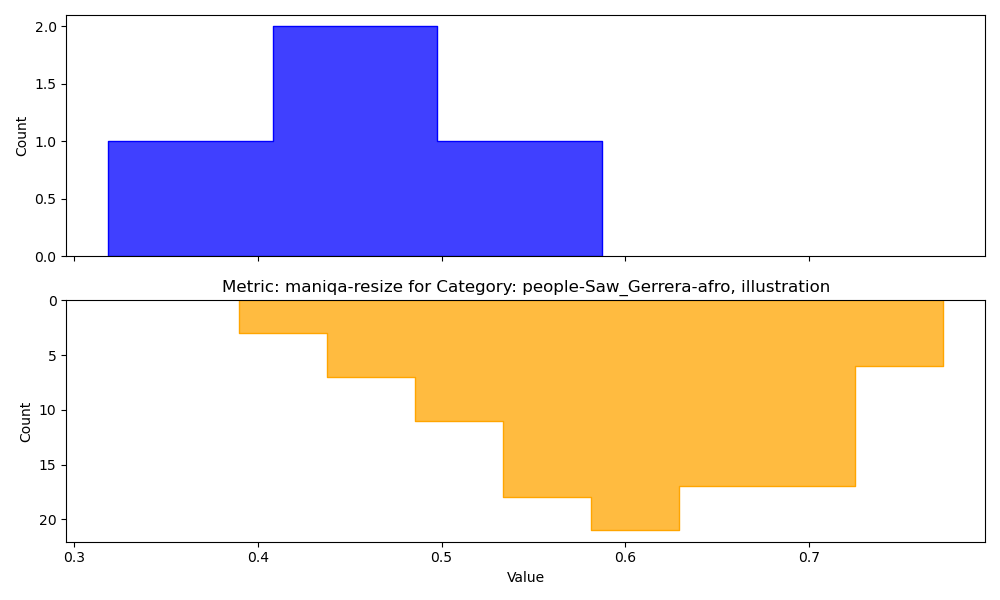 2.0
1.5
1.0
0.5
0.0
Count
Metric: maniqa-resize for Category: people-Saw_Gerrera-afro, illustration
0
5
10
15
20
Count
0.3 0.4 0.5 0.6 0.7
Value